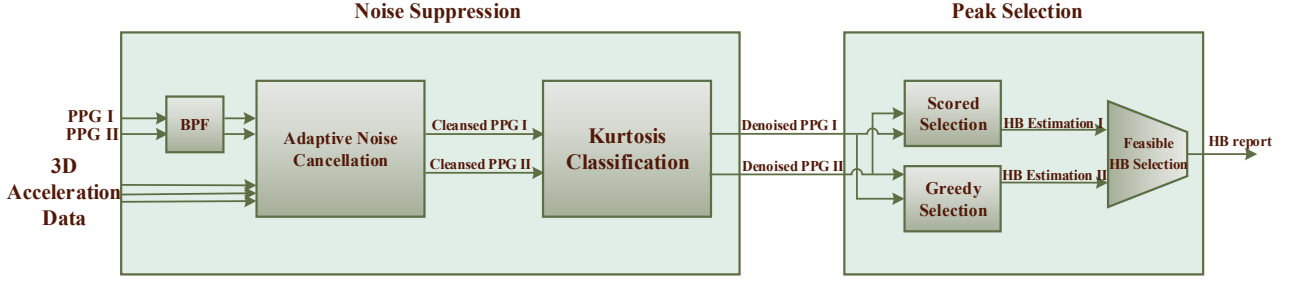 Noise Suppression
Peak Selection
PPG I
PPG II
BPF
3D
Acceleration
Data
Adaptive Noise
Cancellation
Cleansed PPG I
Cleansed PPG II
Kurtosis
Classification
Denoised PPG I
Denoised PPG II
Scored
Selection
Greedy
Selection
HB Estimation I
HB Estimation II
Feasible
HB Selection
HB report